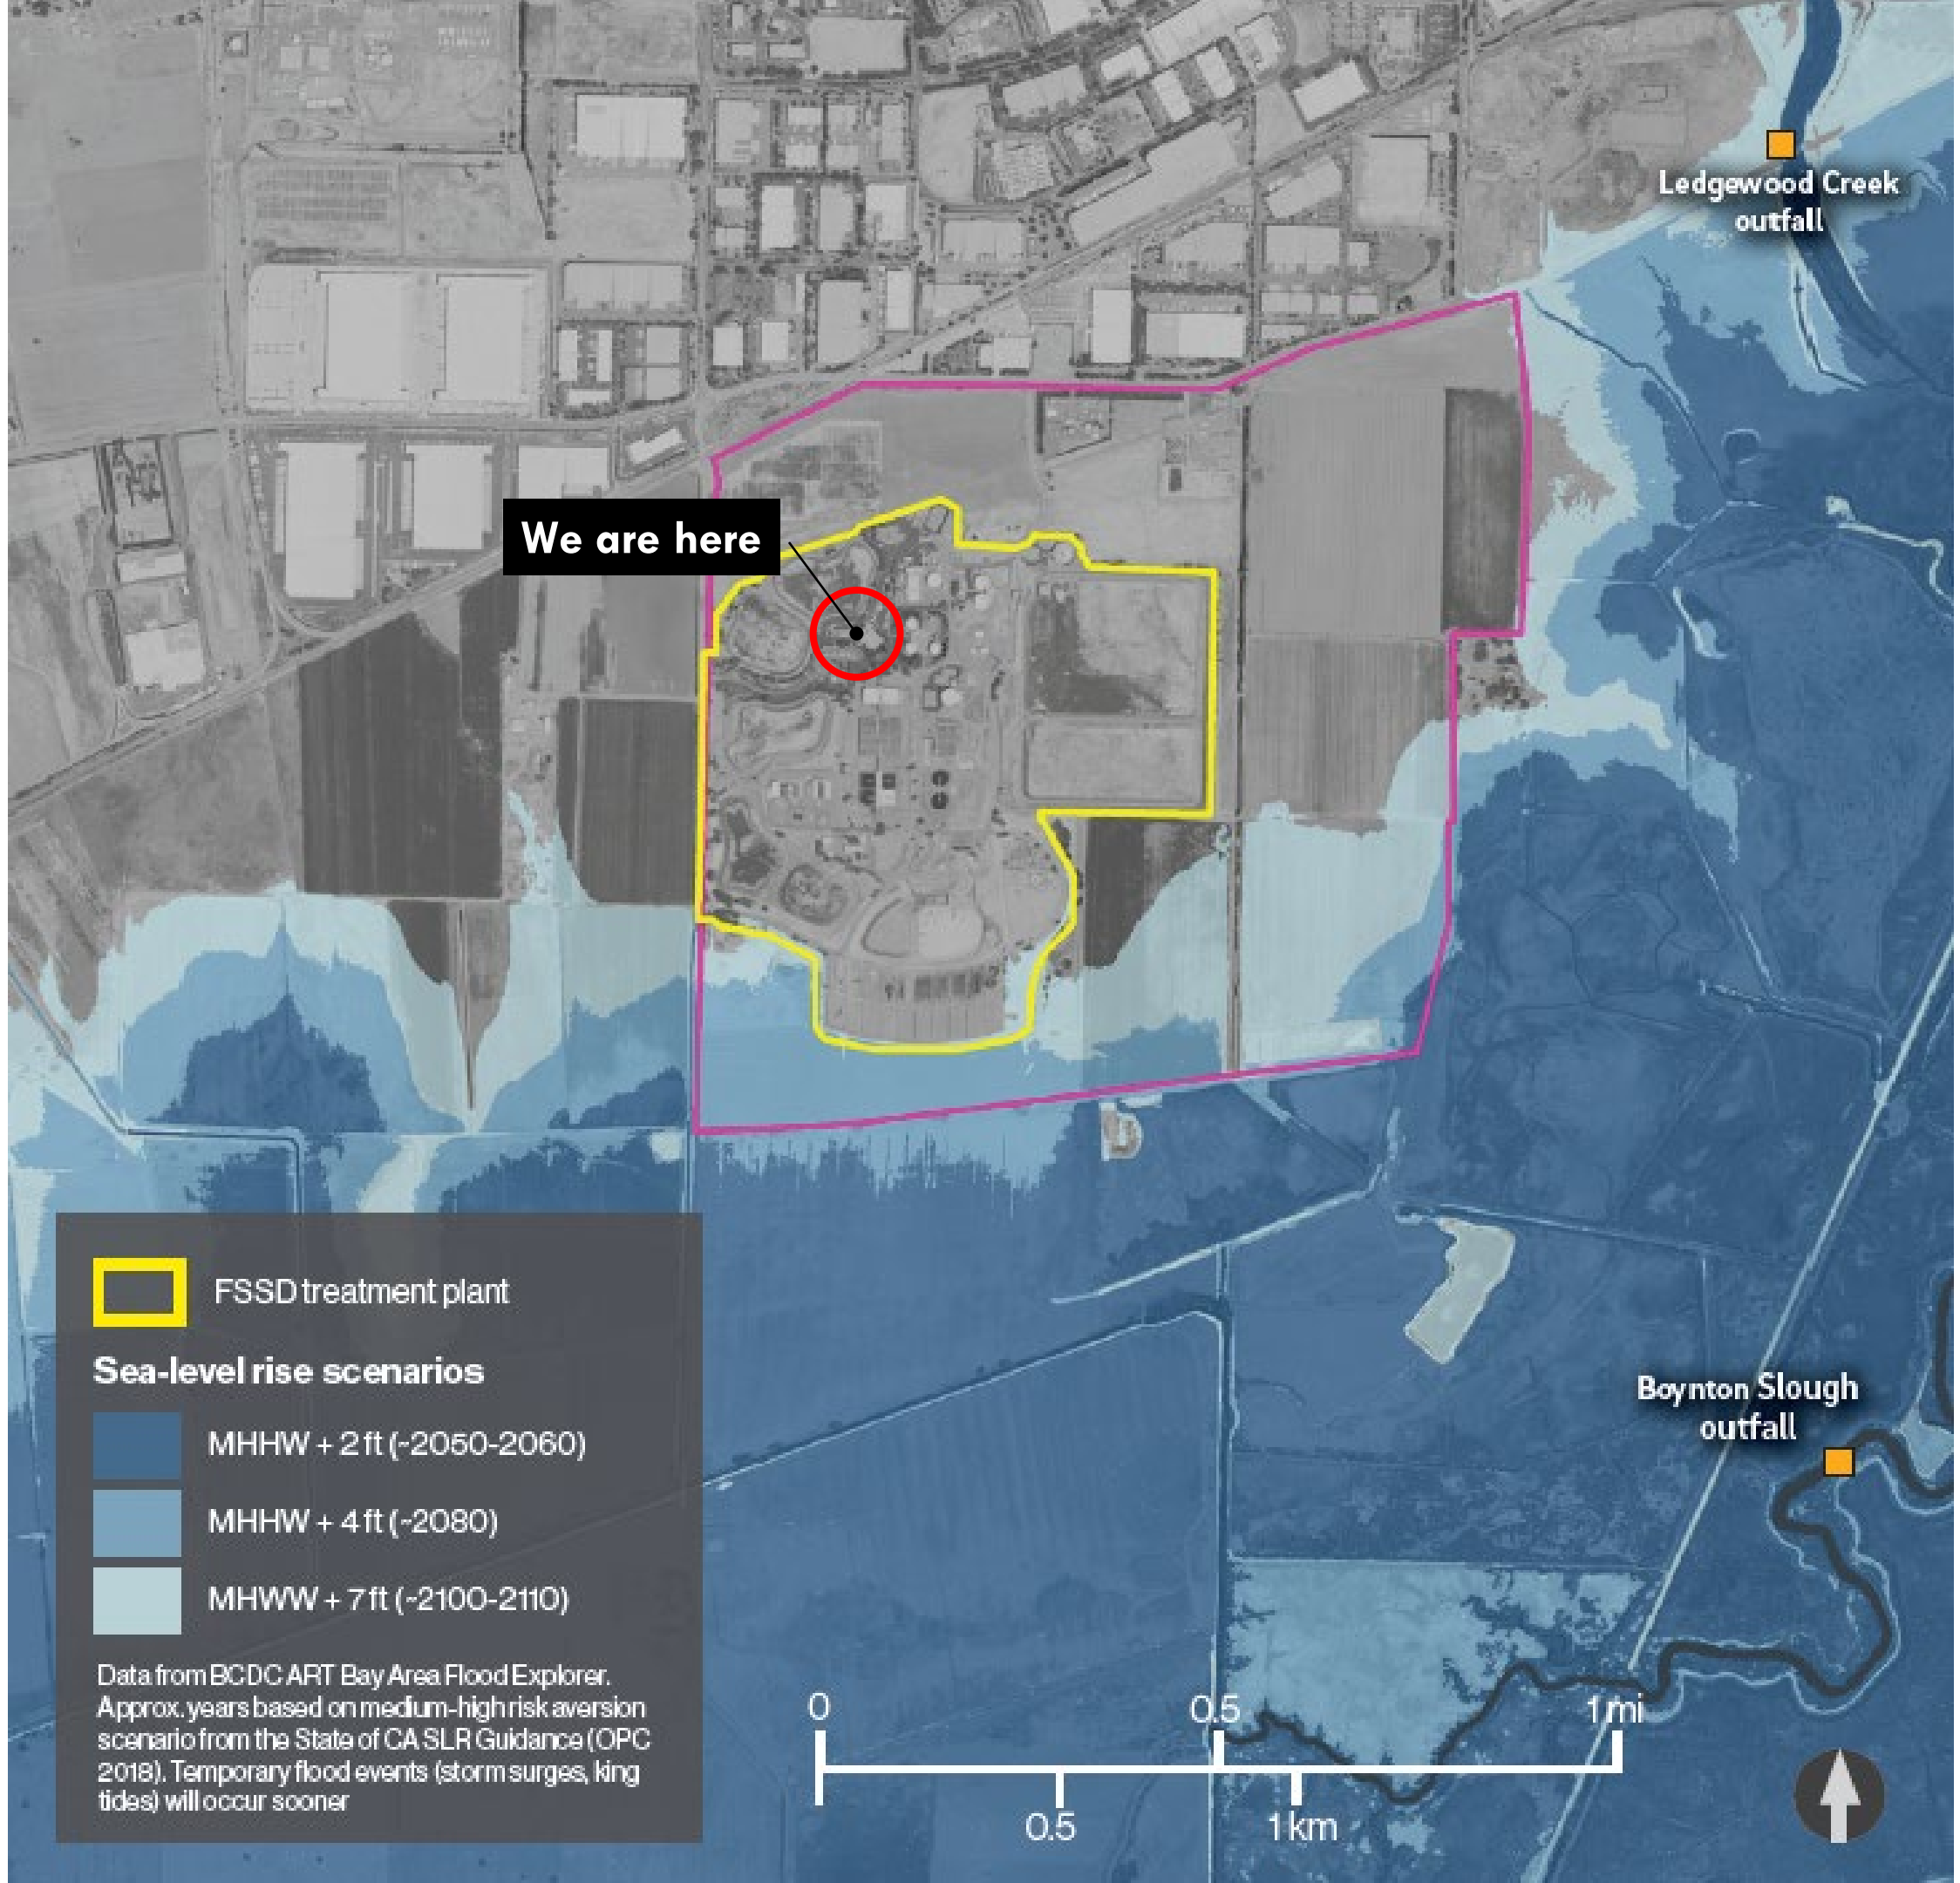 Ledgewood Creek
outfall
We are here
FSSD treatment plant
Sea-level rise scenarios
MHHW + 2 ft (~2050-2060)
MHHW + 4 ft (~2080)
MHWW + 7 ft (~2100-2110)
Data from BCDC ART Bay Area Flood Explorer.
Approx. years based on medium-high risk aversion
scenario from the State of CA SLR Guidance (OPC
2018). Temporary flood events (storm surges, king
tides) will occur sooner
Boynton Slough
outfall
0 0.5 1 mi
0.5 1 km